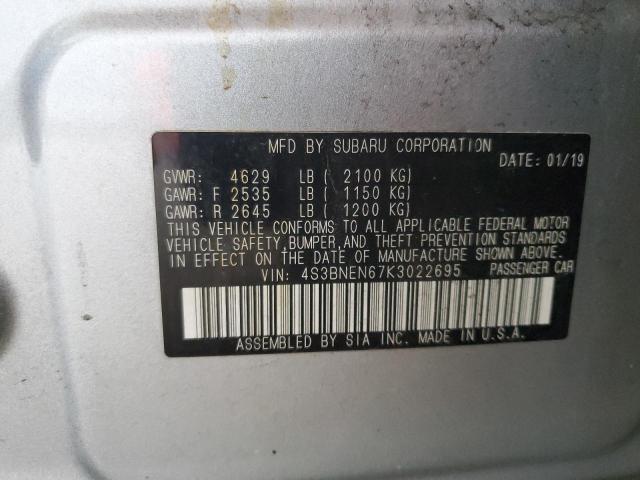 MFD BY SUBARU CORPORATION
DATE: 01/19
GVWR: 4629 LB ( 2100 KG)
GAWR: F 2535 LB ( 1150 KG)
GAWR: R 2645 LB ( 1200 KG)
THIS VEHICLE CONFORMS TO ALL APPLICABLE FEDERAL MOTOR
VEHICLE SAFETY, BUMPER, AND THEFT PREVENTION STANDARDS
IN EFFECT ON THE DATE OF MANUFACTURE SHOWN ABOVE.
VIN: 4S3BNEN67K3022695 PASSENGER CAR
ASSEMBLED BY SIA INC. MADE IN U.S.A.